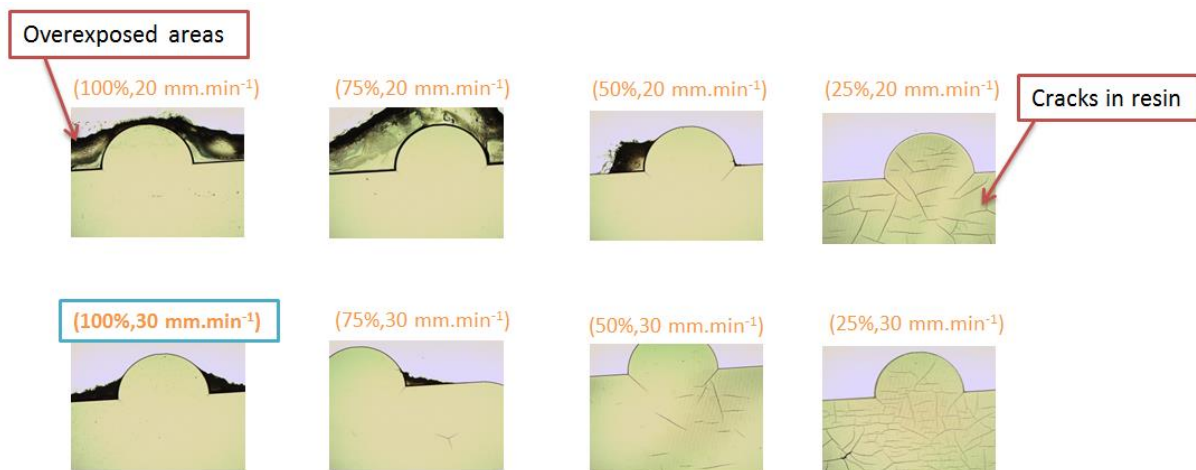 Overexposed areas
(100%,20 mm.min⁻¹)
(75%,20 mm.min⁻¹)
(50%,20 mm.min⁻¹)
(25%,20 mm.min⁻¹)
Cracks in resin
(100%,30 mm.min⁻¹)
(75%,30 mm.min⁻¹)
(50%,30 mm.min⁻¹)
(25%,30 mm.min⁻¹)